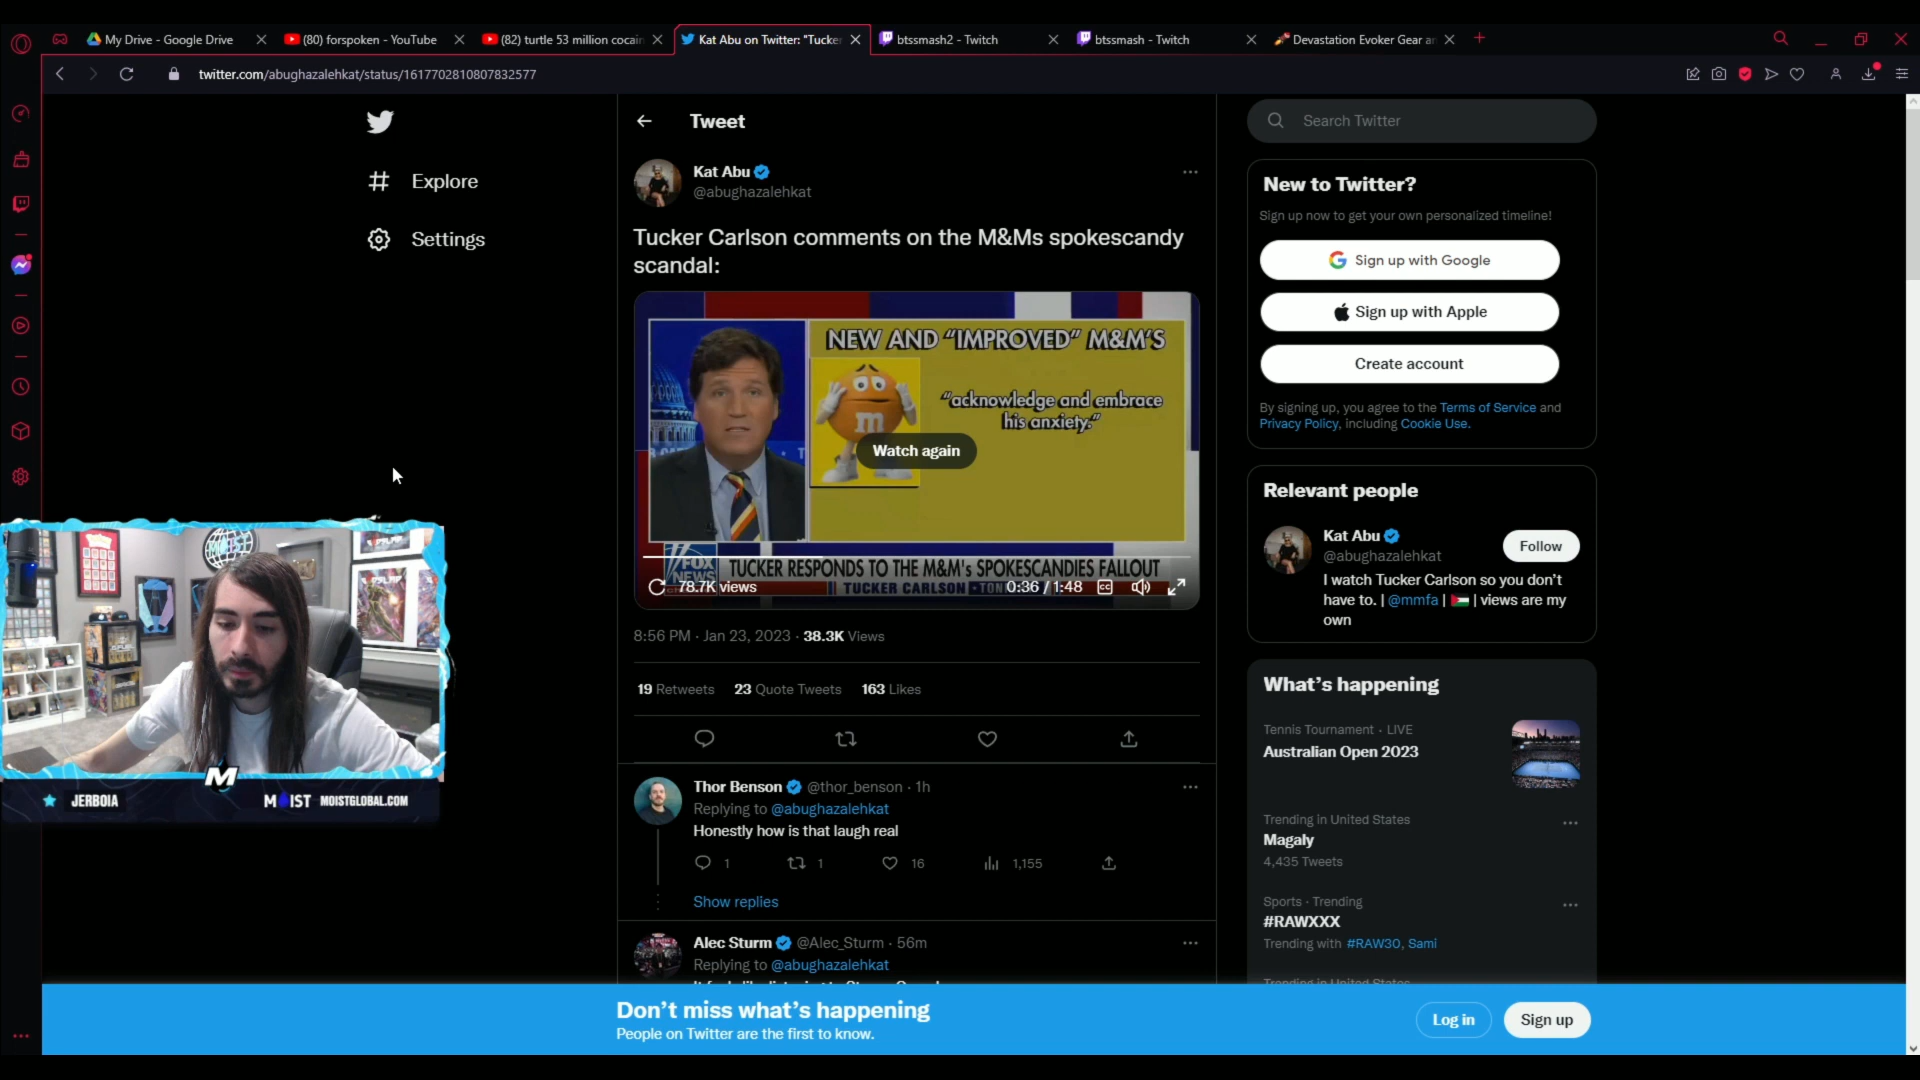 My Drive - Google Drive
(80) forspoken - YouTube
(82) turtle 53 million cocain
Kat Abu on Twitter: "Tucke
btssmash2 - Twitch
btssmash - Twitch
Devastation Evoker Gear an
twitter.com/abughazalehkat/status/1617702810807832577
Explore
Settings
Tweet
Kat Abu
@abughazalehkat
Tucker Carlson comments on the M&Ms spokescandy
scandal:
NEW AND "IMPROVED" M&M'S
"acknowledge and embrace
his anxiety."
m
Watch again
FOX
NEWS
TUCKER RESPONDS TO THE M&M's SPOKESCANDIES FALLOUT
TUCKER CARLSON
78.7K views
0:36 / 1:48
8:56 PM · Jan 23, 2023 · 38.3K Views
19 Retweets 23 Quote Tweets 163 Likes
Thor Benson @thor_benson · 1h
Replying to @abughazalehkat
Honestly how is that laugh real
1 1 16 1,155
Show replies
Alec Sturm @Alec_Sturm · 56m
Replying to @abughazalehkat
Search Twitter
New to Twitter?
Sign up now to get your own personalized timeline!
Sign up with Google
Sign up with Apple
Create account
By signing up, you agree to the Terms of Service and
Privacy Policy, including Cookie Use.
Relevant people
Kat Abu
@abughazalehkat
Follow
I watch Tucker Carlson so you don't
have to. | @mmfa | 🇵🇸 | views are my
own
What's happening
Tennis Tournament · LIVE
Australian Open 2023
Trending in United States
Magaly
4,435 Tweets
Sports · Trending
#RAWXXX
Trending with #RAW30, Sami
Trending in United States
MOIST
M
JERBOIA
MOIST MOISTGLOBAL.COM
Don't miss what's happening
People on Twitter are the first to know.
Log in
Sign up